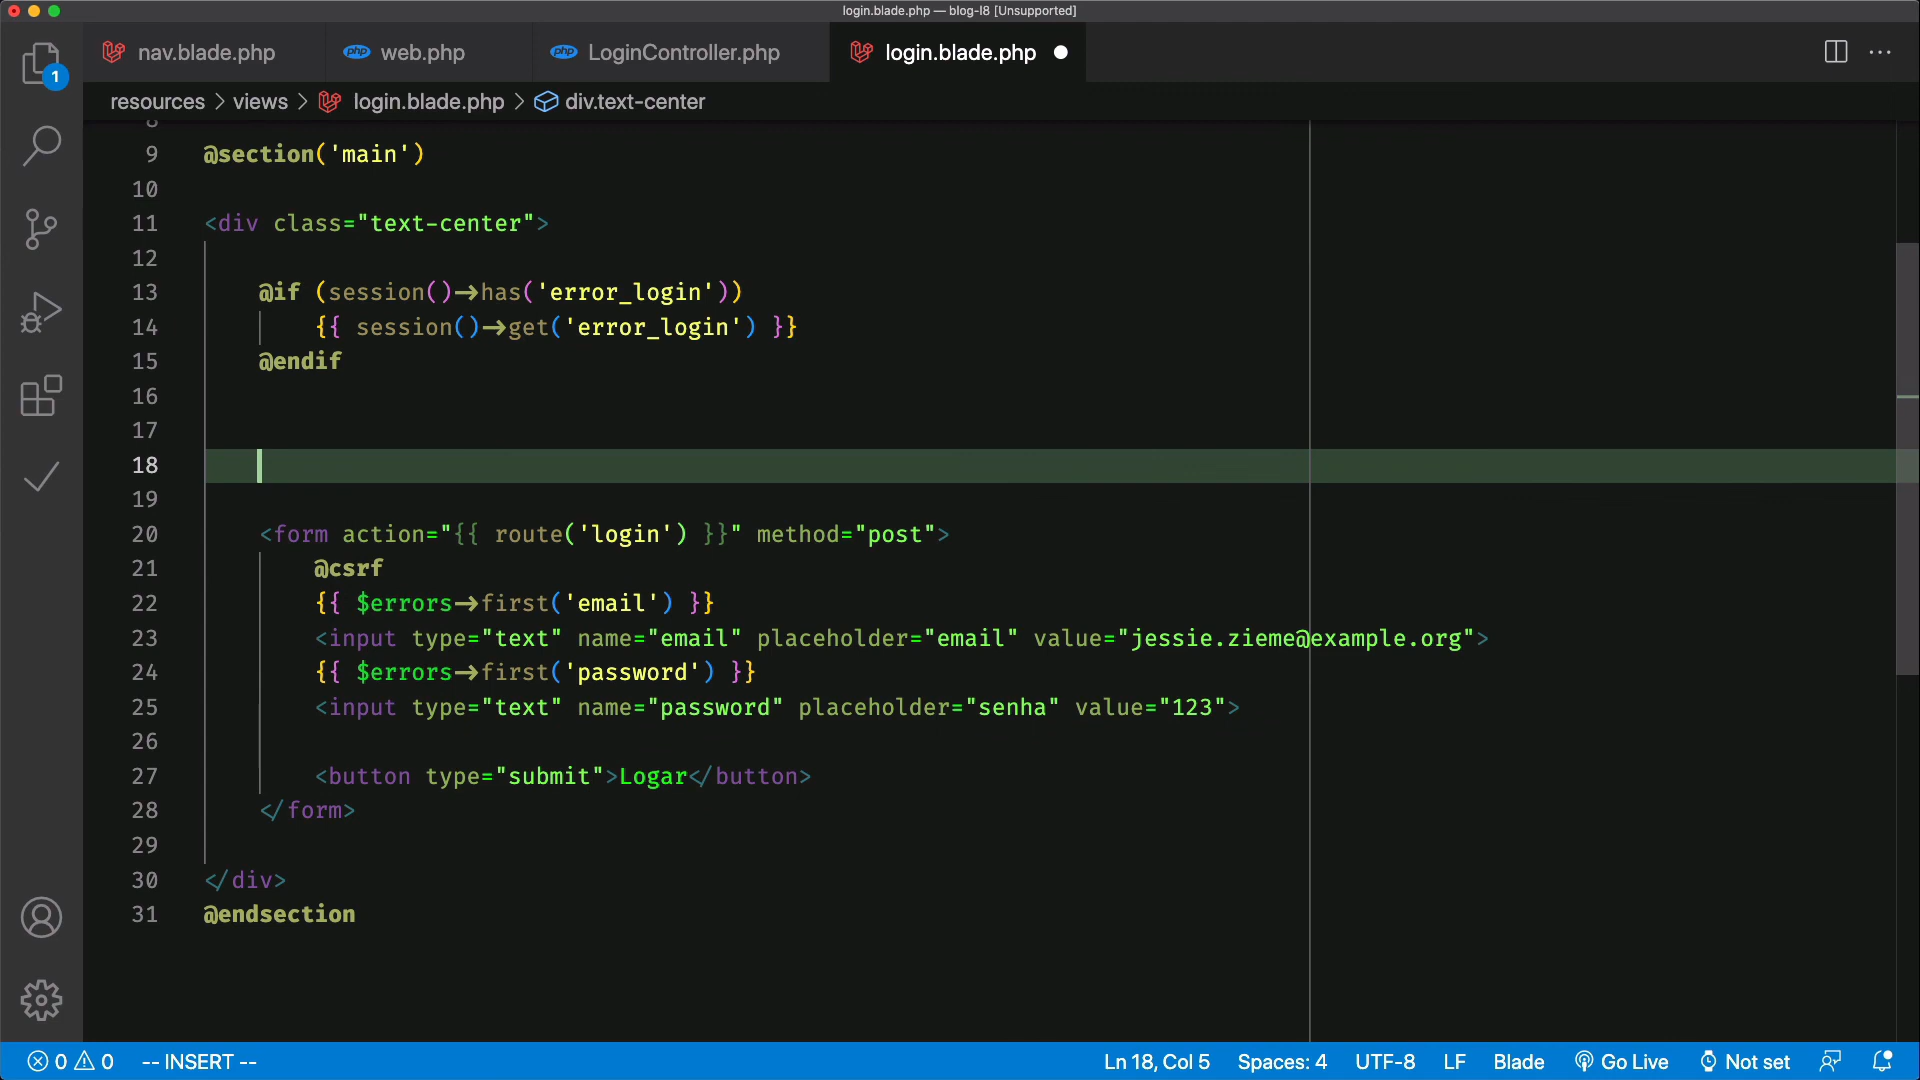 login.blade.php — blog-l8 [Unsupported]
nav.blade.php
web.php
LoginController.php
login.blade.php
1
resources > views > login.blade.php > div.text-center
8
9 @section('main')
10
11 <div class="text-center">
12
13 @if (session()->has('error_login'))
14 {{ session()->get('error_login') }}
15 @endif
16
17
18
19
20 <form action="{{ route('login') }}" method="post">
21 @csrf
22 {{ $errors->first('email') }}
23 <input type="text" name="email" placeholder="email" value="jessie.zieme@example.org">
24 {{ $errors->first('password') }}
25 <input type="text" name="password" placeholder="senha" value="123">
26
27 <button type="submit">Logar</button>
28 </form>
29
30 </div>
31 @endsection
0 0 -- INSERT -- Ln 18, Col 5 Spaces: 4 UTF-8 LF Blade Go Live Not set